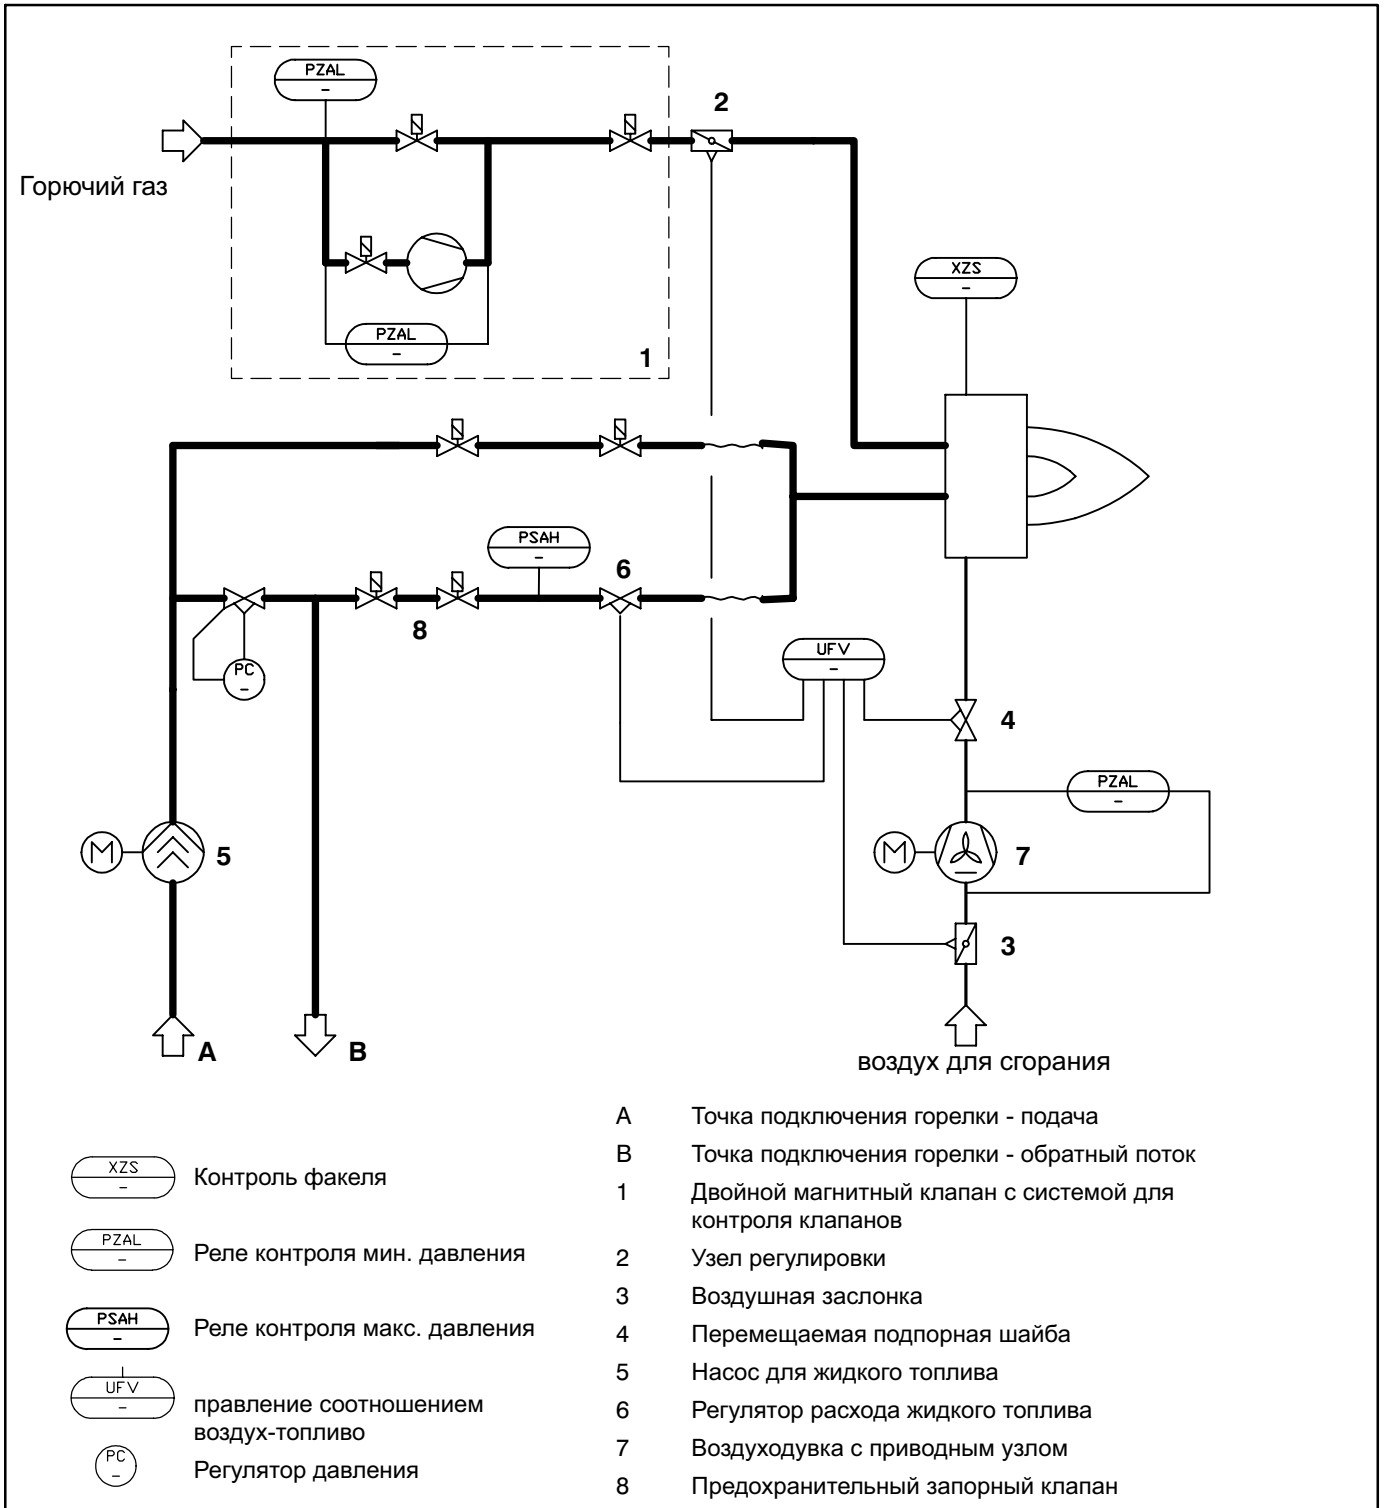 PZAL
–
2
Горючий газ
XZS
–
PZAL
–
1
PSAH
–
6
8
UFV
–
PC
–
4
PZAL
–
M
5
M
7
3
A
B
воздух для сгорания
XZS
–
Контроль факеля
PZAL
–
Реле контроля мин. давления
PSAH
–
Реле контроля макс. давления
UFV
–
правление соотношением
воздух-топливо
PC
–
Регулятор давления
A Точка подключения горелки - подача
B Точка подключения горелки - обратный поток
1 Двойной магнитный клапан с системой для
контроля клапанов
2 Узел регулировки
3 Воздушная заслонка
4 Перемещаемая подпорная шайба
5 Насос для жидкого топлива
6 Регулятор расхода жидкого топлива
7 Воздуходувка с приводным узлом
8 Предохранительный запорный клапан